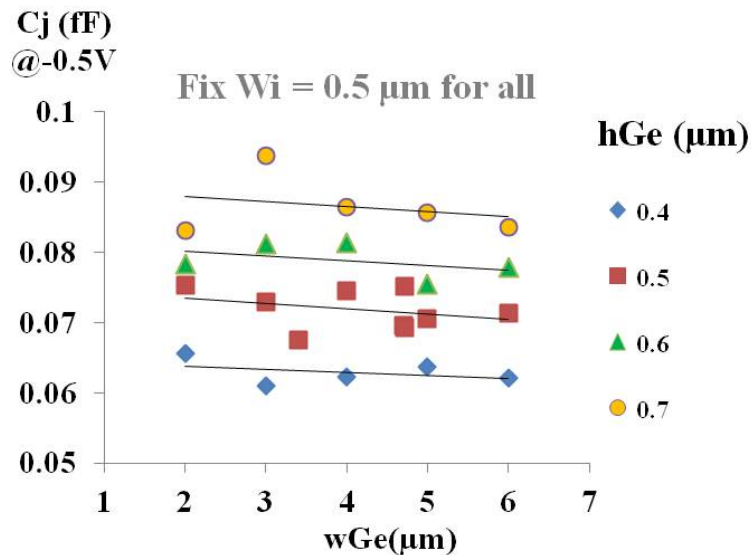 Cj (fF)
@-0.5V
Fix Wi = 0.5 µm for all
0.1
0.09
0.08
0.07
0.06
0.05
1 2 3 4 5 6 7
wGe(µm)
hGe (µm)
0.4
0.5
0.6
0.7